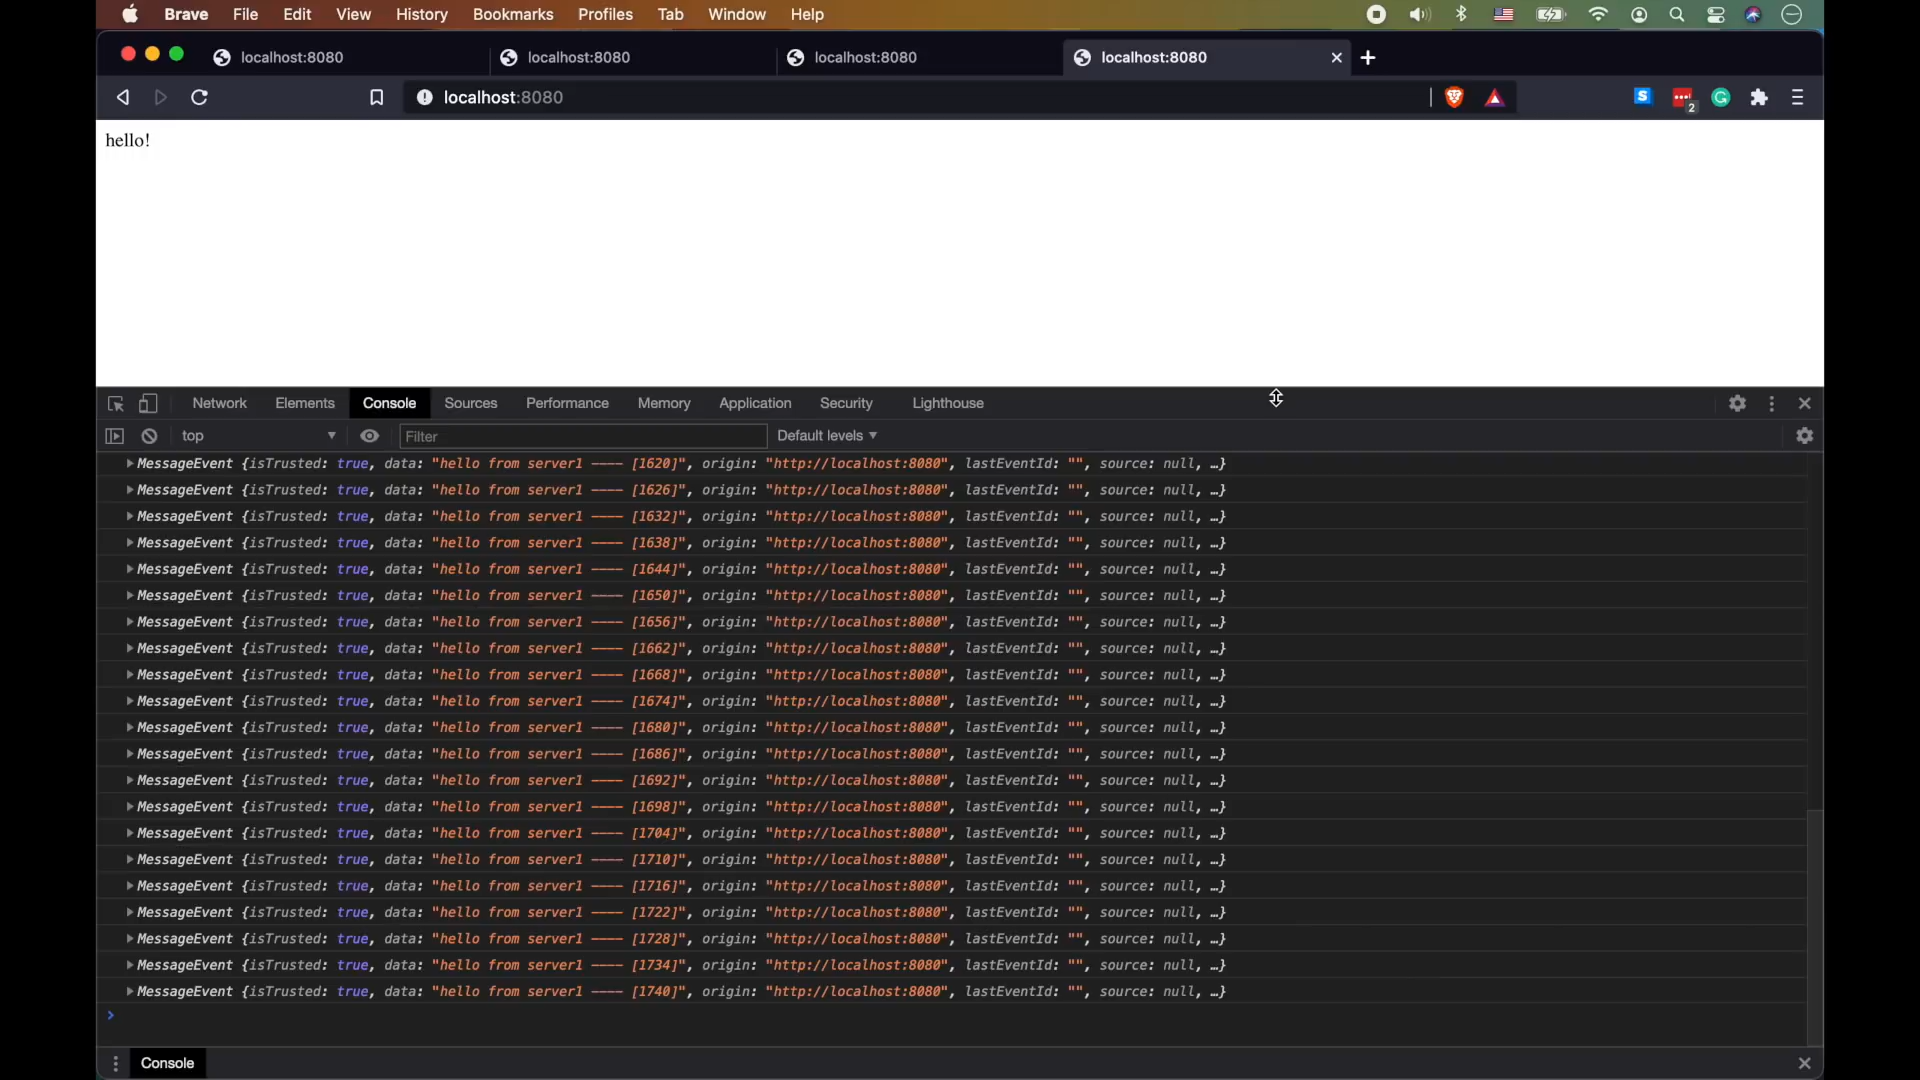 Brave File Edit View History Bookmarks Profiles Tab Window Help
localhost:8080 localhost:8080 localhost:8080 localhost:8080
localhost:8080
2
hello!
Network Elements Console Sources Performance Memory Application Security Lighthouse
top Filter Default levels
MessageEvent {isTrusted: true, data: "hello from server1 ---- [1620]", origin: "http://localhost:8080", lastEventId: "", source: null, …}
MessageEvent {isTrusted: true, data: "hello from server1 ---- [1626]", origin: "http://localhost:8080", lastEventId: "", source: null, …}
MessageEvent {isTrusted: true, data: "hello from server1 ---- [1632]", origin: "http://localhost:8080", lastEventId: "", source: null, …}
MessageEvent {isTrusted: true, data: "hello from server1 ---- [1638]", origin: "http://localhost:8080", lastEventId: "", source: null, …}
MessageEvent {isTrusted: true, data: "hello from server1 ---- [1644]", origin: "http://localhost:8080", lastEventId: "", source: null, …}
MessageEvent {isTrusted: true, data: "hello from server1 ---- [1650]", origin: "http://localhost:8080", lastEventId: "", source: null, …}
MessageEvent {isTrusted: true, data: "hello from server1 ---- [1656]", origin: "http://localhost:8080", lastEventId: "", source: null, …}
MessageEvent {isTrusted: true, data: "hello from server1 ---- [1662]", origin: "http://localhost:8080", lastEventId: "", source: null, …}
MessageEvent {isTrusted: true, data: "hello from server1 ---- [1668]", origin: "http://localhost:8080", lastEventId: "", source: null, …}
MessageEvent {isTrusted: true, data: "hello from server1 ---- [1674]", origin: "http://localhost:8080", lastEventId: "", source: null, …}
MessageEvent {isTrusted: true, data: "hello from server1 ---- [1680]", origin: "http://localhost:8080", lastEventId: "", source: null, …}
MessageEvent {isTrusted: true, data: "hello from server1 ---- [1686]", origin: "http://localhost:8080", lastEventId: "", source: null, …}
MessageEvent {isTrusted: true, data: "hello from server1 ---- [1692]", origin: "http://localhost:8080", lastEventId: "", source: null, …}
MessageEvent {isTrusted: true, data: "hello from server1 ---- [1698]", origin: "http://localhost:8080", lastEventId: "", source: null, …}
MessageEvent {isTrusted: true, data: "hello from server1 ---- [1704]", origin: "http://localhost:8080", lastEventId: "", source: null, …}
MessageEvent {isTrusted: true, data: "hello from server1 ---- [1710]", origin: "http://localhost:8080", lastEventId: "", source: null, …}
MessageEvent {isTrusted: true, data: "hello from server1 ---- [1716]", origin: "http://localhost:8080", lastEventId: "", source: null, …}
MessageEvent {isTrusted: true, data: "hello from server1 ---- [1722]", origin: "http://localhost:8080", lastEventId: "", source: null, …}
MessageEvent {isTrusted: true, data: "hello from server1 ---- [1728]", origin: "http://localhost:8080", lastEventId: "", source: null, …}
MessageEvent {isTrusted: true, data: "hello from server1 ---- [1734]", origin: "http://localhost:8080", lastEventId: "", source: null, …}
MessageEvent {isTrusted: true, data: "hello from server1 ---- [1740]", origin: "http://localhost:8080", lastEventId: "", source: null, …}
Console